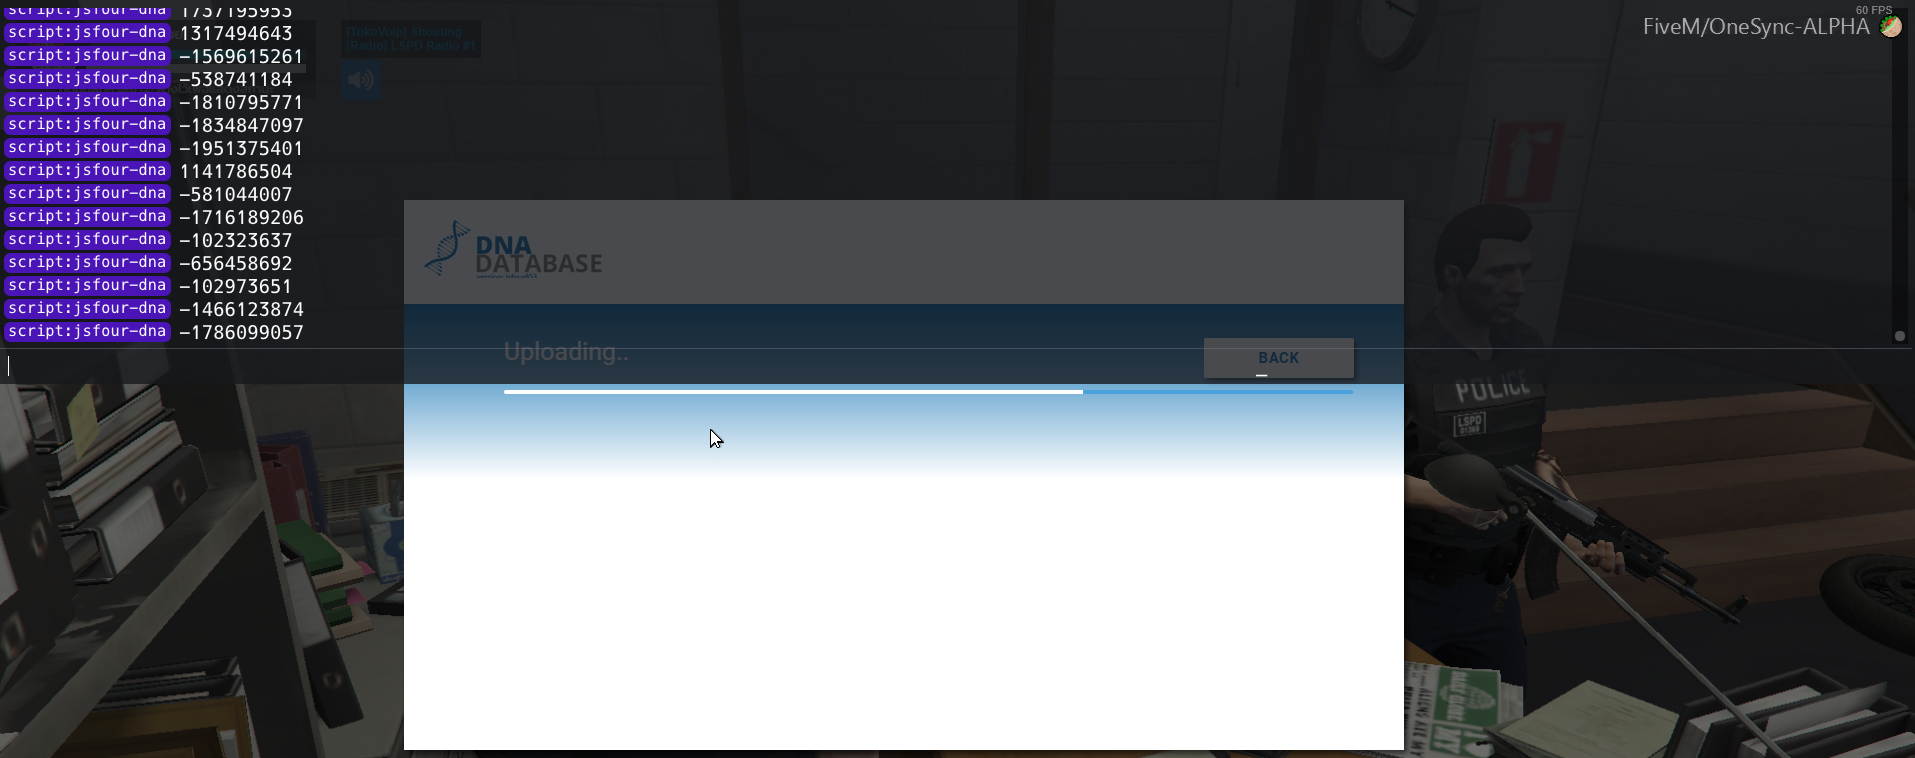 60 FPS
FiveM/OneSync-ALPHA
script:jsfour-dna 1737195953
script:jsfour-dna 1317494643
script:jsfour-dna -1569615261
script:jsfour-dna -538741184
script:jsfour-dna -1810795771
script:jsfour-dna -1834847097
script:jsfour-dna -1951375401
script:jsfour-dna 1141786504
script:jsfour-dna -581044007
script:jsfour-dna -1716189206
script:jsfour-dna -102323637
script:jsfour-dna -656458692
script:jsfour-dna -102973651
script:jsfour-dna -1466123874
script:jsfour-dna -1786099057
[TokoVoip] Shouting
[Radio] LSPD Radio #1
DNA
DATABASE
Uploading..
BACK
POLICE
LSPD